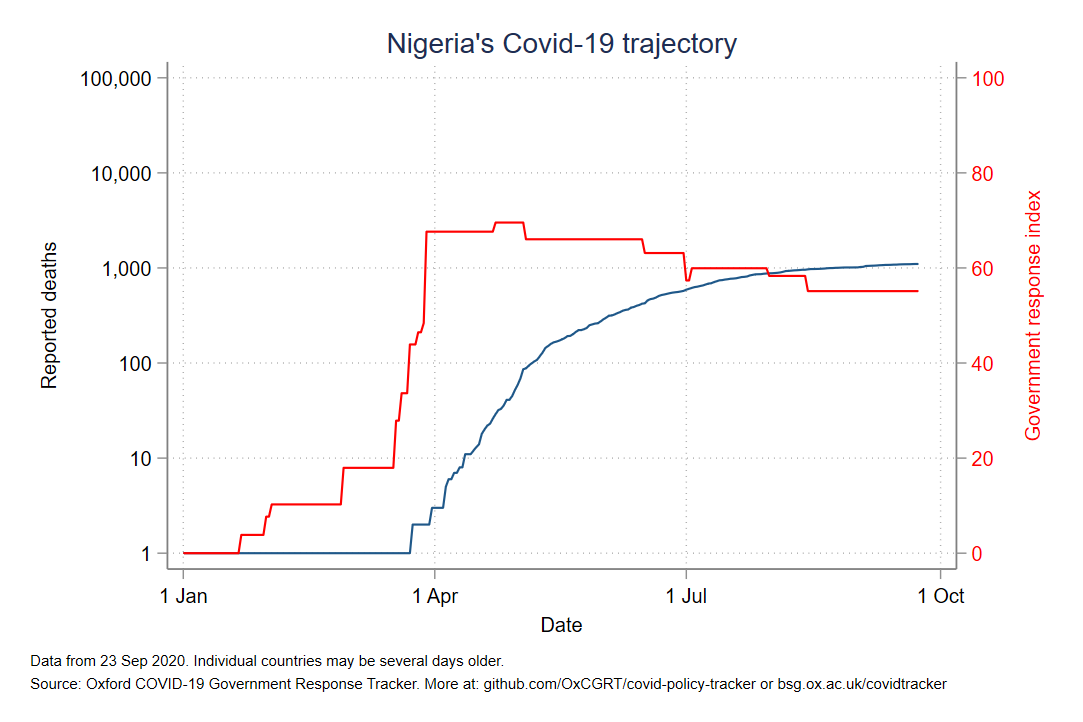 Nigeria's Covid-19 trajectory
100,000
10,000
1,000
100
10
1
Reported deaths
100
80
60
40
20
0
Government response index
1 Jan
1 Apr
1 Jul
1 Oct
Date
Data from 23 Sep 2020. Individual countries may be several days older.
Source: Oxford COVID-19 Government Response Tracker. More at: github.com/OxCGRT/covid-policy-tracker or bsg.ox.ac.uk/covidtracker